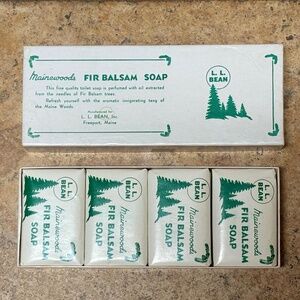 Mainewoods FIR BALSAM SOAP
This fine quality toilet soap is perfumed with oil extracted
from the needles of Fir Balsam trees.
Refresh yourself with the aromatic invigorating tang of
the Maine Woods.
Manufactured for
L. L. BEAN, Inc.
Freeport, Maine
L. L.
BEAN
L. L.
BEAN
Mainewoods
FIR BALSAM
SOAP
L. L.
BEAN
Mainewoods
FIR BALSAM
SOAP
L. L.
BEAN
Mainewoods
FIR BALSAM
SOAP
L. L.
BEAN
Mainewoods
FIR BALSAM
SOAP